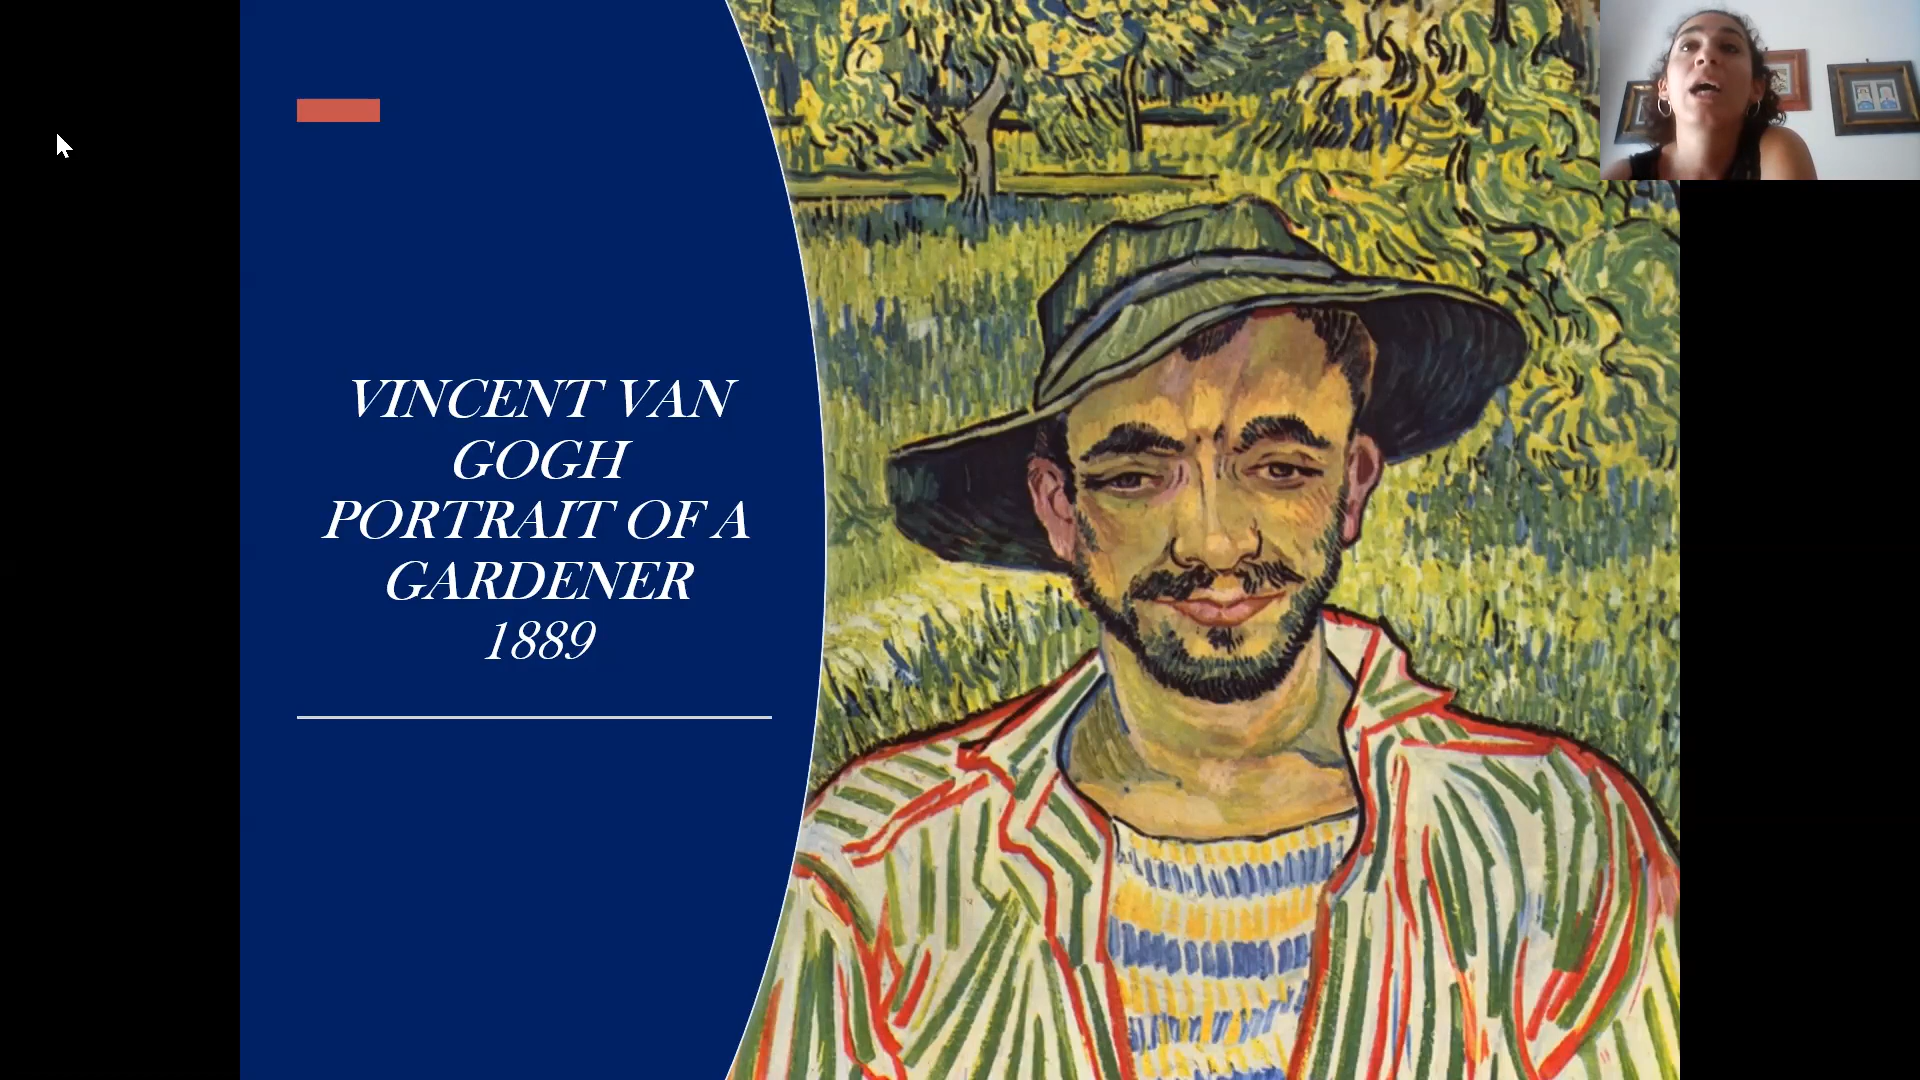 VINCENT VAN
GOGH
PORTRAIT OF A
GARDENER
1889